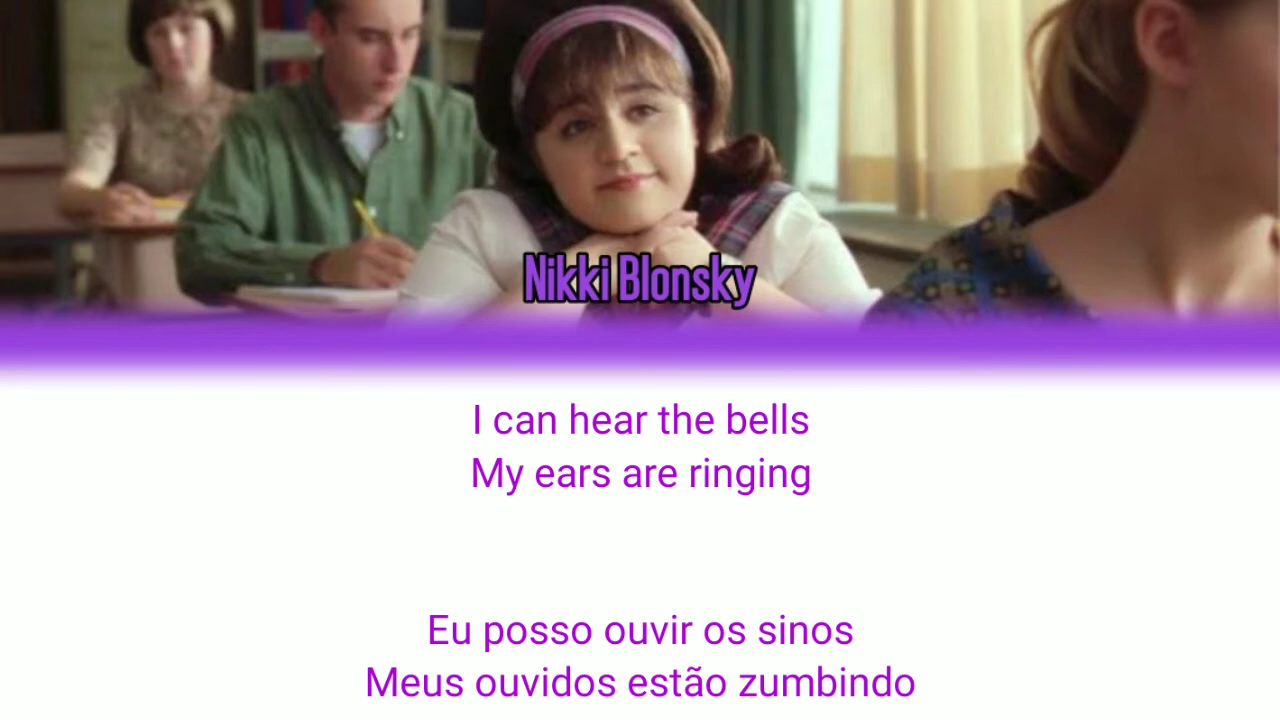 Nikki Blonsky
I can hear the bells
My ears are ringing
Eu posso ouvir os sinos
Meus ouvidos estão zumbindo